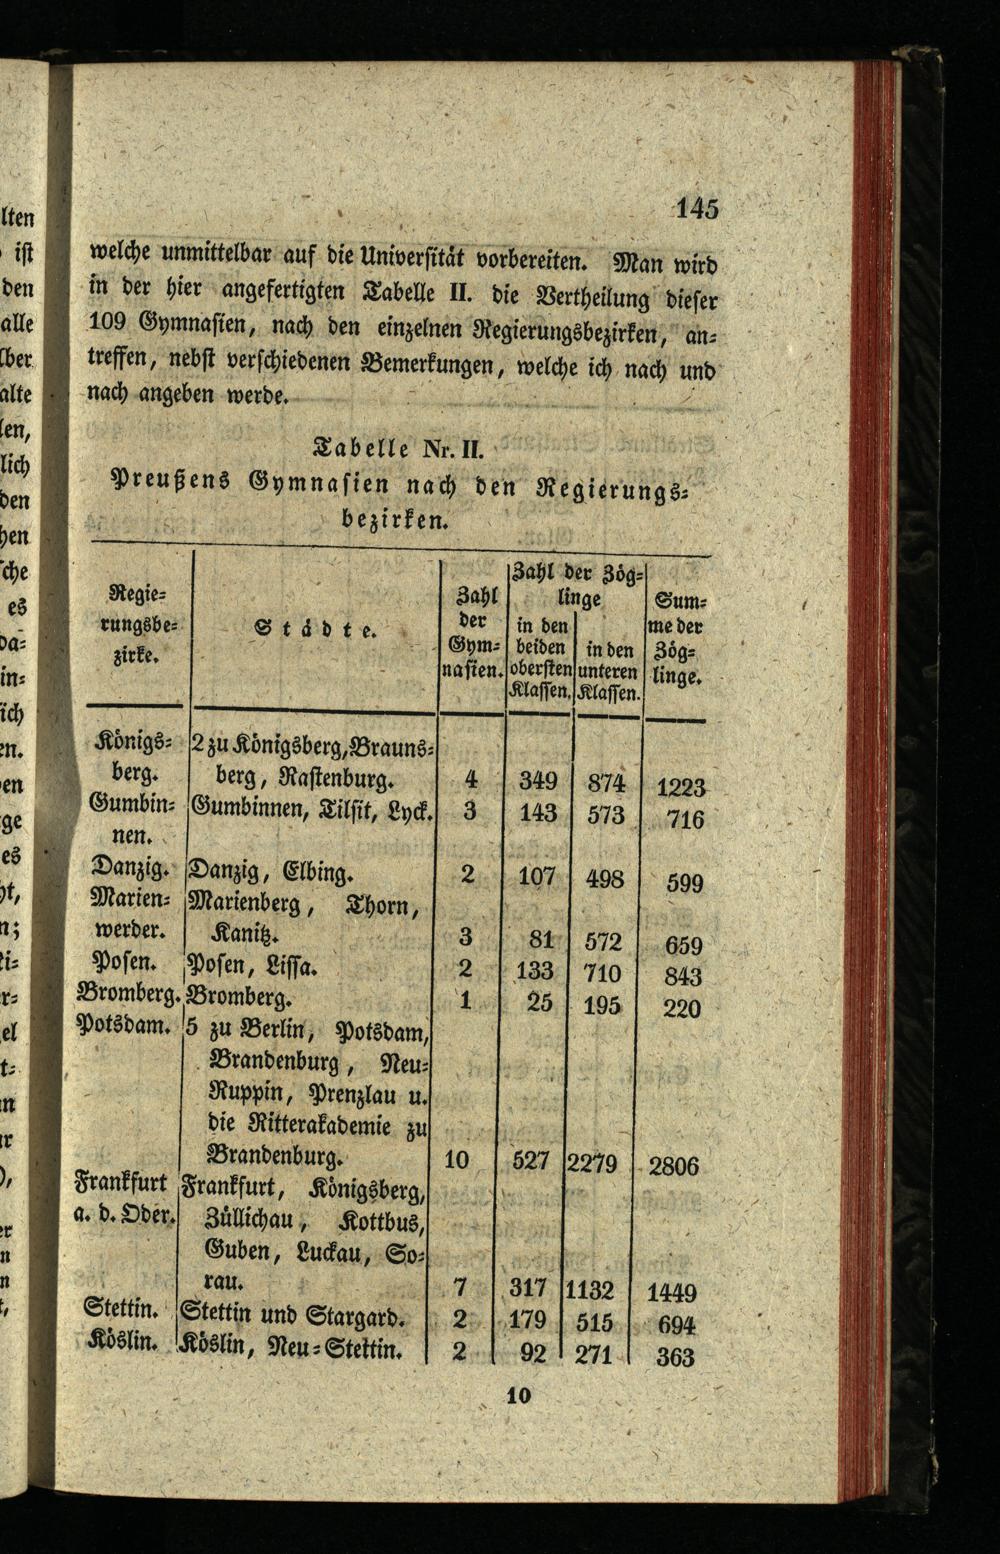 145
welche unmittelbar auf die Universität vorbereiten. Man wird
in der hier angefertigten Tabelle II. die Vertheilung dieser
109 Gymnasien, nach den einzelnen Regierungsbezirken, an-
treffen, nebst verschiedenen Bemerkungen, welche ich nach und
nach angeben werde.
Tabelle Nr. II.
Preußens Gymnasien nach den Regierungs-
bezirken.
Regie-
rungsbe-
zirke.
Städte.
Zahl
der
Gym-
nasien.
Zahl der Zög-
linge
in den
beiden
obersten
Klassen.
in den
unteren
Klassen.
Sum-
me der
Zög-
linge.
Königs- 2 zu Königsberg, Brauns-
berg. berg, Rastenburg. 4 349 874 1223
Gumbin- Gumbinnen, Tilsit, Lyck. 3 143 573 716
nen.
Danzig. Danzig, Elbing. 2 107 498 599
Marien- Marienberg, Thorn,
werder. Kanitz. 3 81 572 659
Posen. Posen, Lissa. 2 133 710 843
Bromberg. Bromberg. 1 25 195 220
Potsdam. 5 zu Berlin, Potsdam,
Brandenburg, Neu-
Ruppin, Prenzlau u.
die Ritterakademie zu
Brandenburg. 10 527 2279 2806
Frankfurt Frankfurt, Königsberg,
a. d. Oder. Züllichau, Kottbus,
Guben, Luckau, So-
rau. 7 317 1132 1449
Stettin. Stettin und Stargard. 2 179 515 694
Köslin. Köslin, Neu-Stettin. 2 92 271 363
10